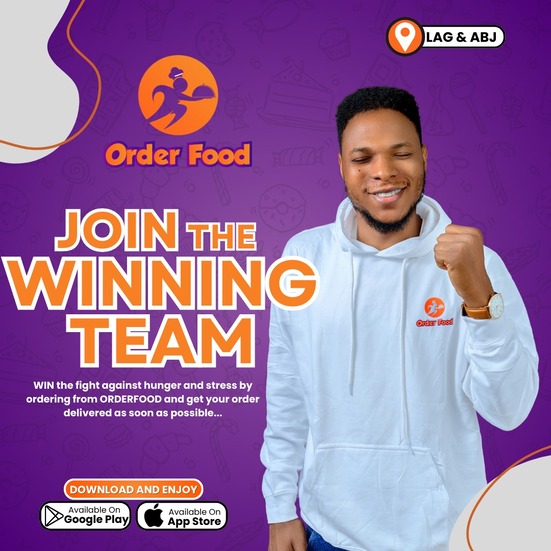 LAG & ABJ
Order Food
JOIN THE
WINNING
TEAM
Order Food
WIN the fight against hunger and stress by
ordering from ORDERFOOD and get your order
delivered as soon as possible...
DOWNLOAD AND ENJOY
Available On
Google Play
Available On
App Store